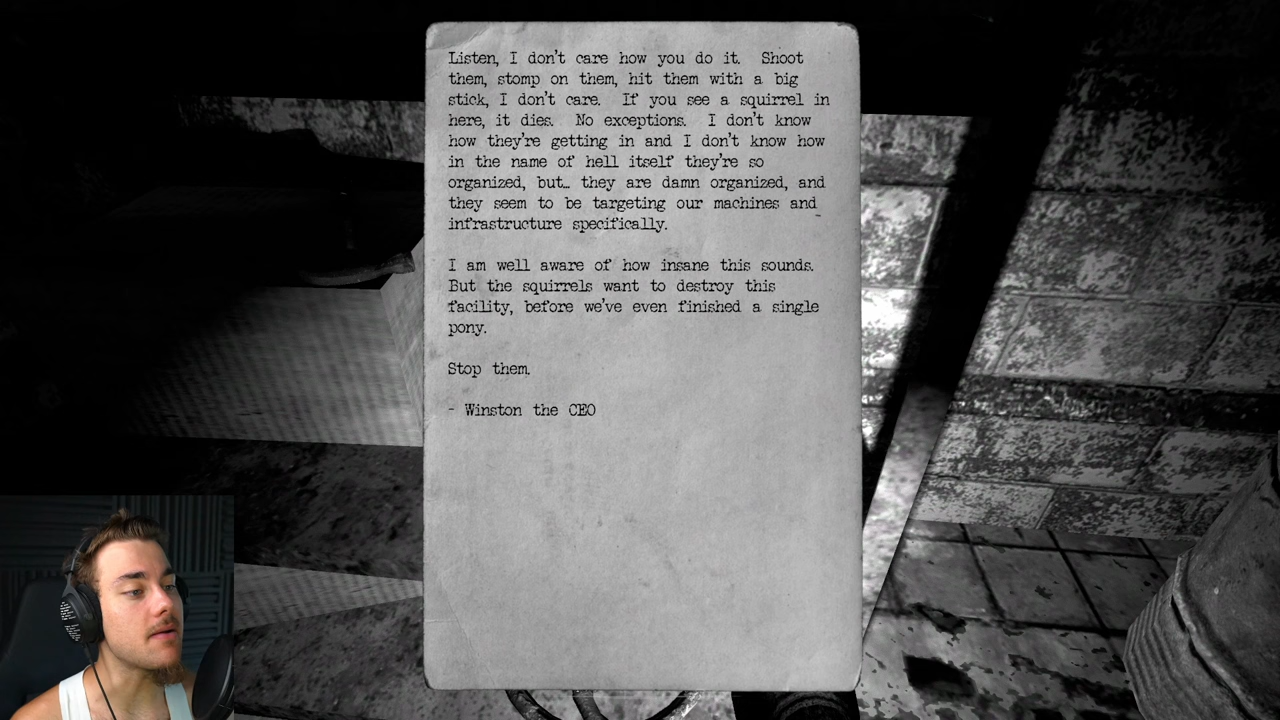 Listen, I don't care how you do it. Shoot
them, stomp on them, hit them with a big
stick, I don't care. If you see a squirrel in
here, it dies. No exceptions. I don't know
how they're getting in and I don't know how
in the name of hell itself they're so
organized, but... they are damn organized, and
they seem to be targeting our machines and
infrastructure specifically.
I am well aware of how insane this sounds.
But the squirrels want to destroy this
facility, before we've even finished a single
pony.
Stop them.
- Winston the CEO